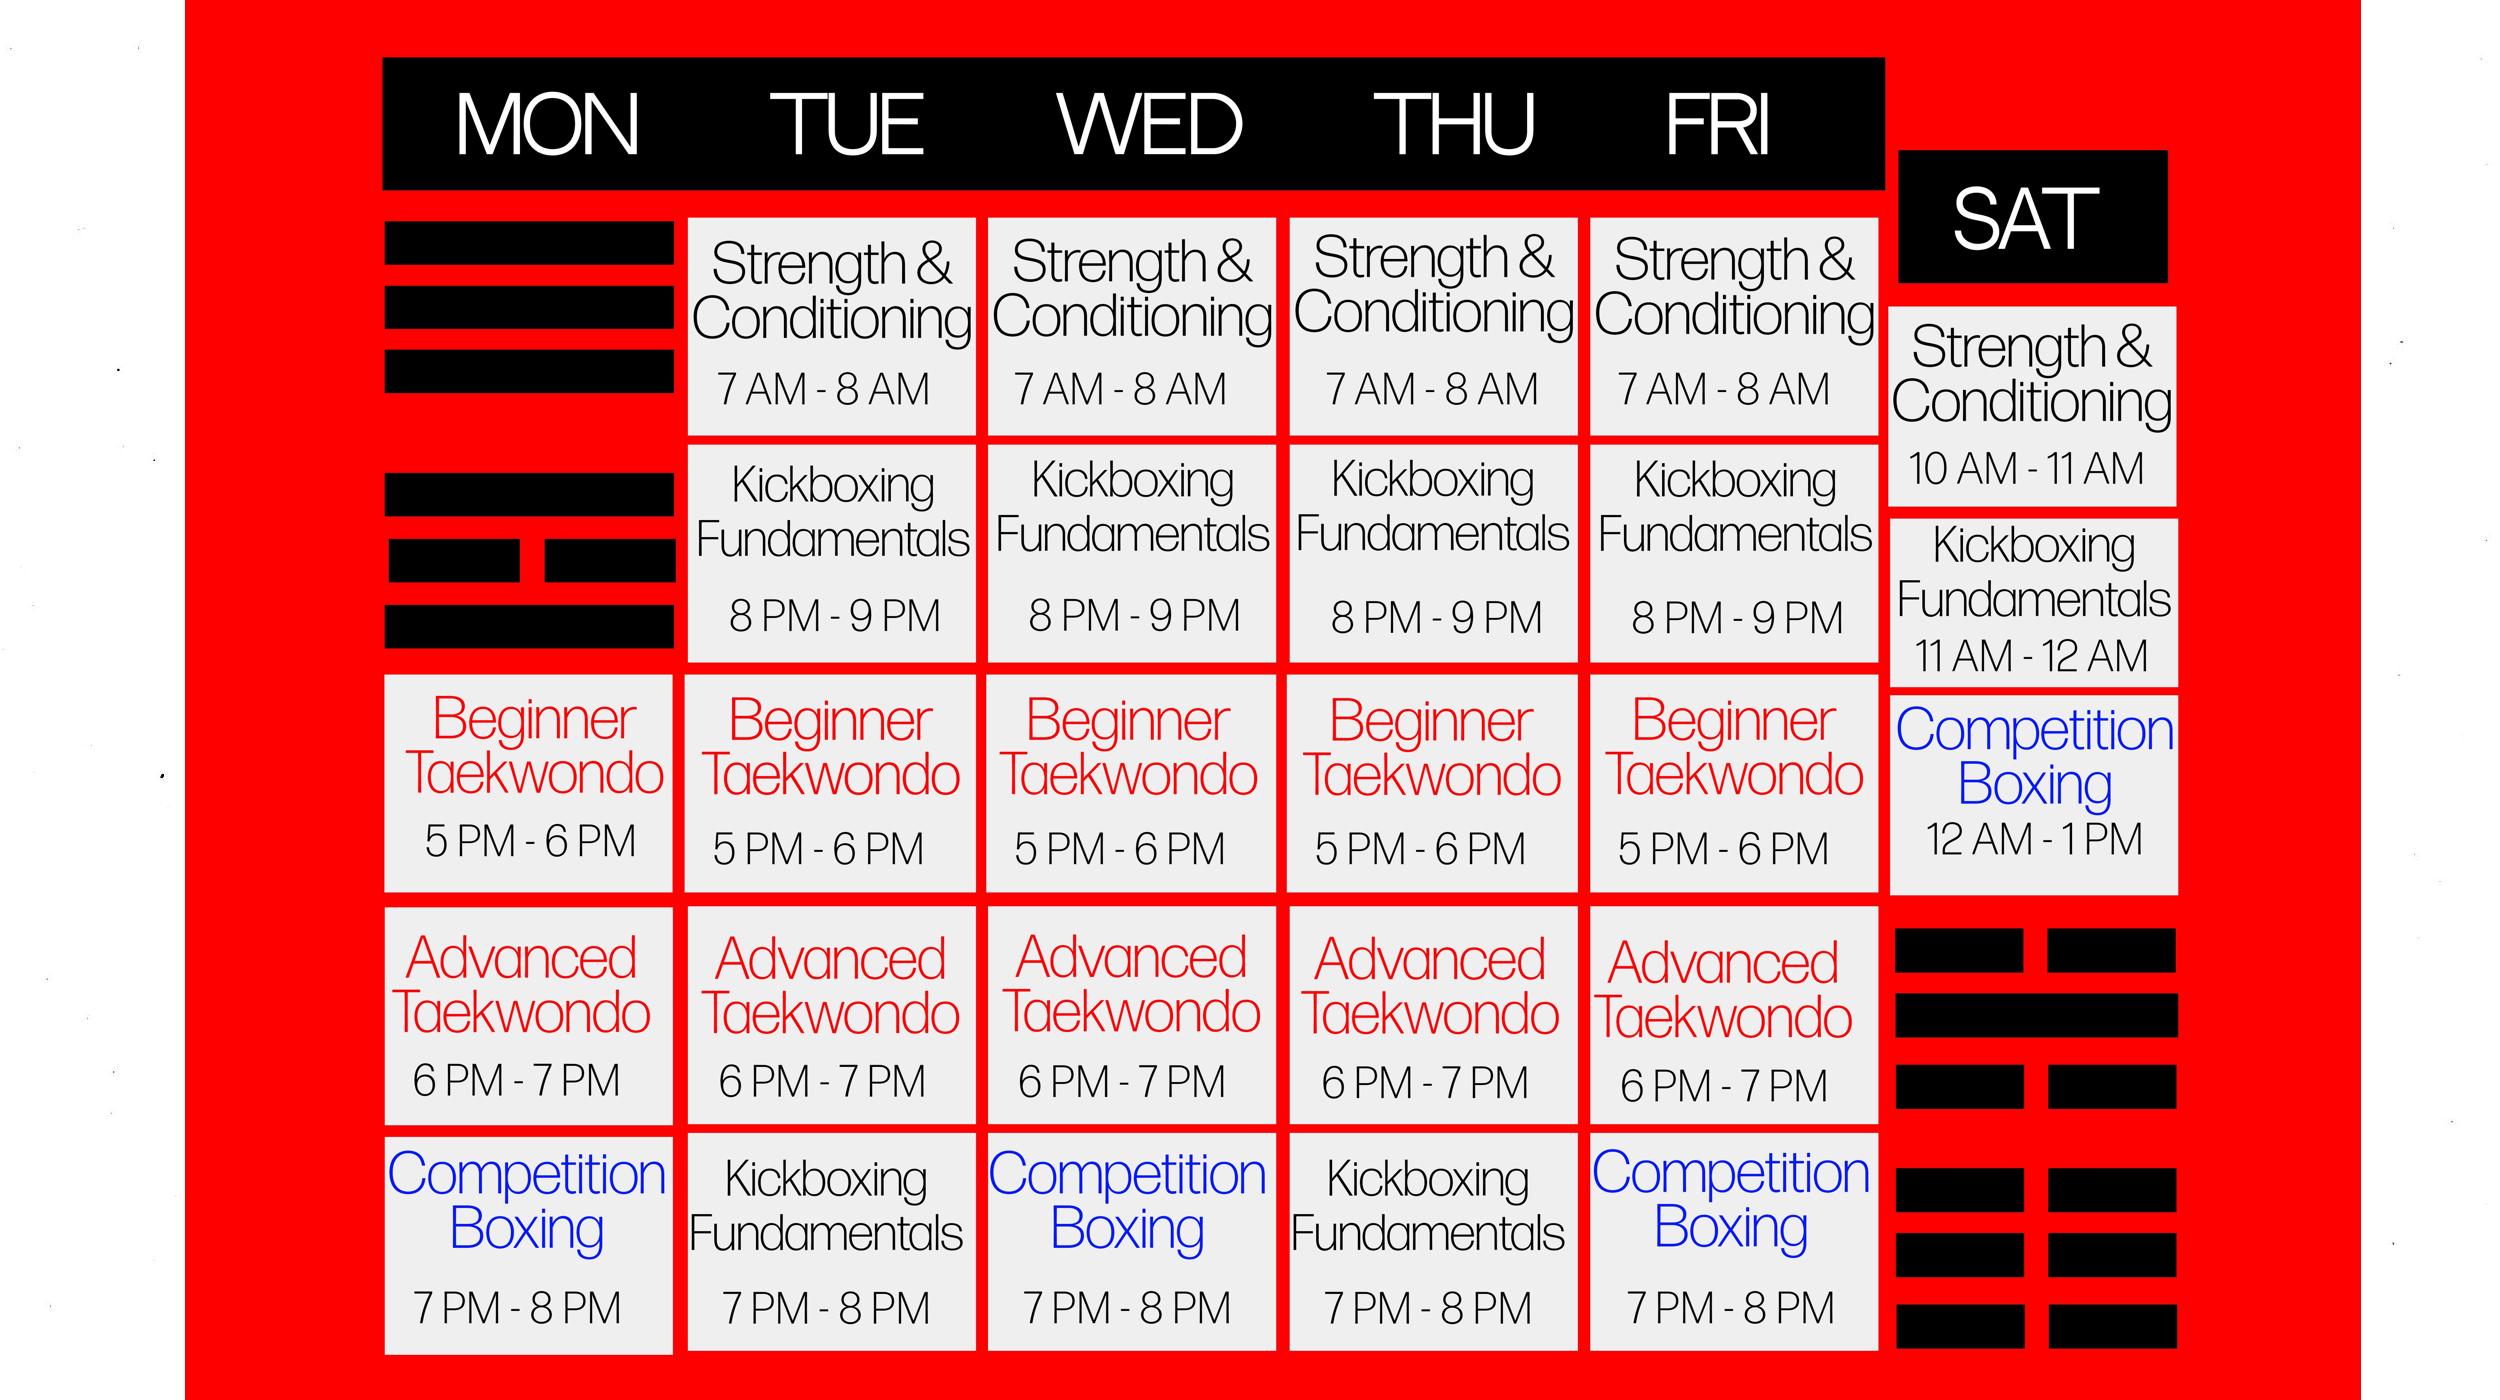 MON TUE WED THU FRI
SAT
Strength &
Conditioning
7 AM - 8 AM
Strength &
Conditioning
7 AM - 8 AM
Strength &
Conditioning
7 AM - 8 AM
Strength &
Conditioning
7 AM - 8 AM
Strength &
Conditioning
10 AM - 11 AM
Kickboxing
Fundamentals
8 PM - 9 PM
Kickboxing
Fundamentals
8 PM - 9 PM
Kickboxing
Fundamentals
8 PM - 9 PM
Kickboxing
Fundamentals
8 PM - 9 PM
Kickboxing
Fundamentals
11 AM - 12 AM
Beginner
Taekwondo
5 PM - 6 PM
Beginner
Taekwondo
5 PM - 6 PM
Beginner
Taekwondo
5 PM - 6 PM
Beginner
Taekwondo
5 PM - 6 PM
Beginner
Taekwondo
5 PM - 6 PM
Competition
Boxing
12 AM - 1 PM
Advanced
Taekwondo
6 PM - 7 PM
Advanced
Taekwondo
6 PM - 7 PM
Advanced
Taekwondo
6 PM - 7 PM
Advanced
Taekwondo
6 PM - 7 PM
Advanced
Taekwondo
6 PM - 7 PM
Competition
Boxing
7 PM - 8 PM
Kickboxing
Fundamentals
7 PM - 8 PM
Competition
Boxing
7 PM - 8 PM
Kickboxing
Fundamentals
7 PM - 8 PM
Competition
Boxing
7 PM - 8 PM